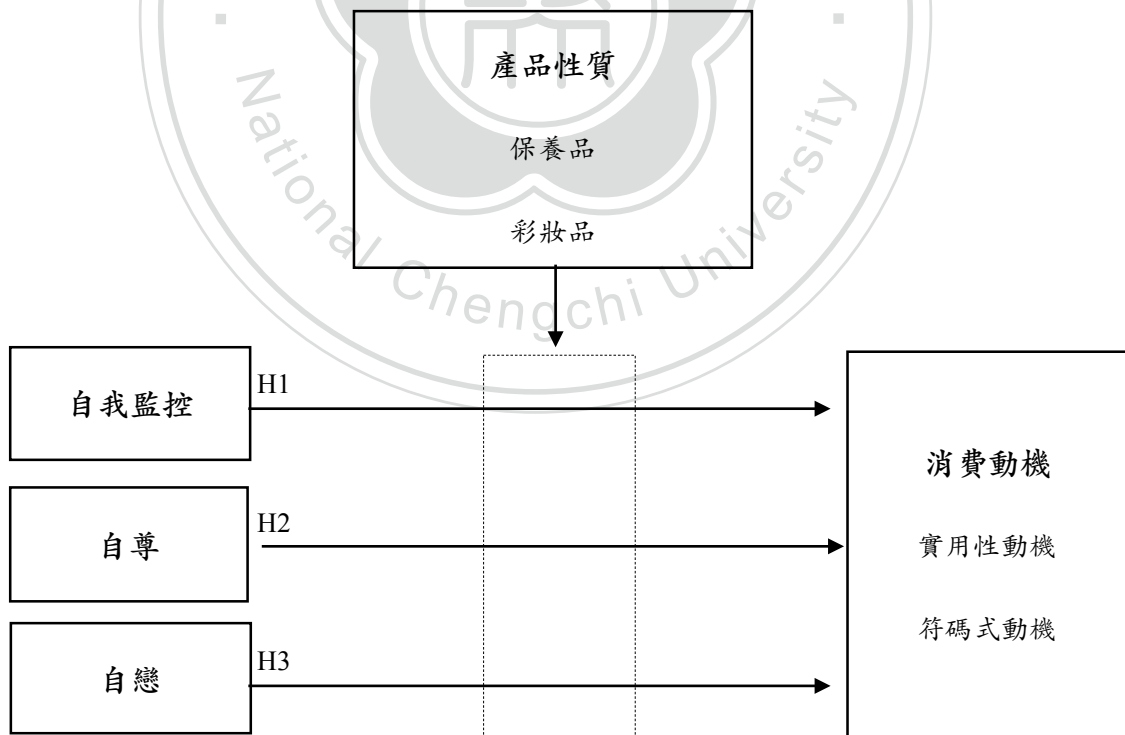 產品性質
保養品
彩妝品
National Chengchi University
自我監控
H1
自尊
H2
自戀
H3
消費動機
實用性動機
符碼式動機